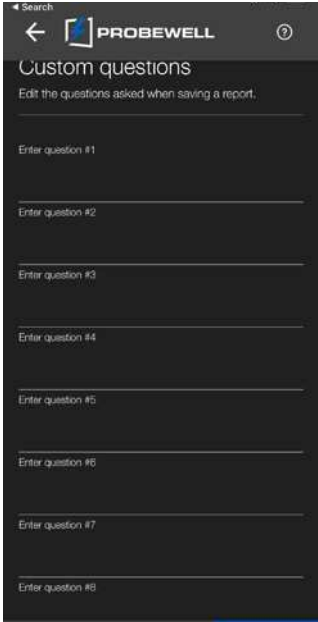 ◀ Search
PROBEWELL
Custom questions
Edit the questions asked when saving a report.
Enter question #1
Enter question #2
Enter question #3
Enter question #4
Enter question #5
Enter question #6
Enter question #7
Enter question #8